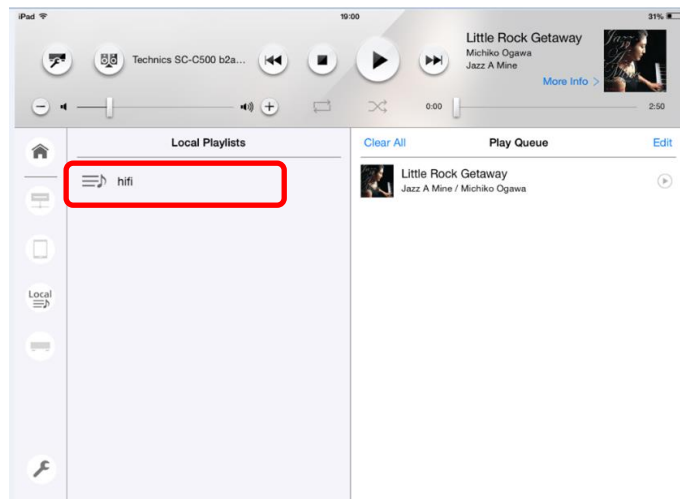 iPad 19:00 31%
Technics SC-C500 b2a...
Little Rock Getaway
Michiko Ogawa
Jazz A Mine
More Info >
0:00 2:50
Local Playlists
hifi
Local
Clear All Play Queue Edit
Little Rock Getaway
Jazz A Mine / Michiko Ogawa